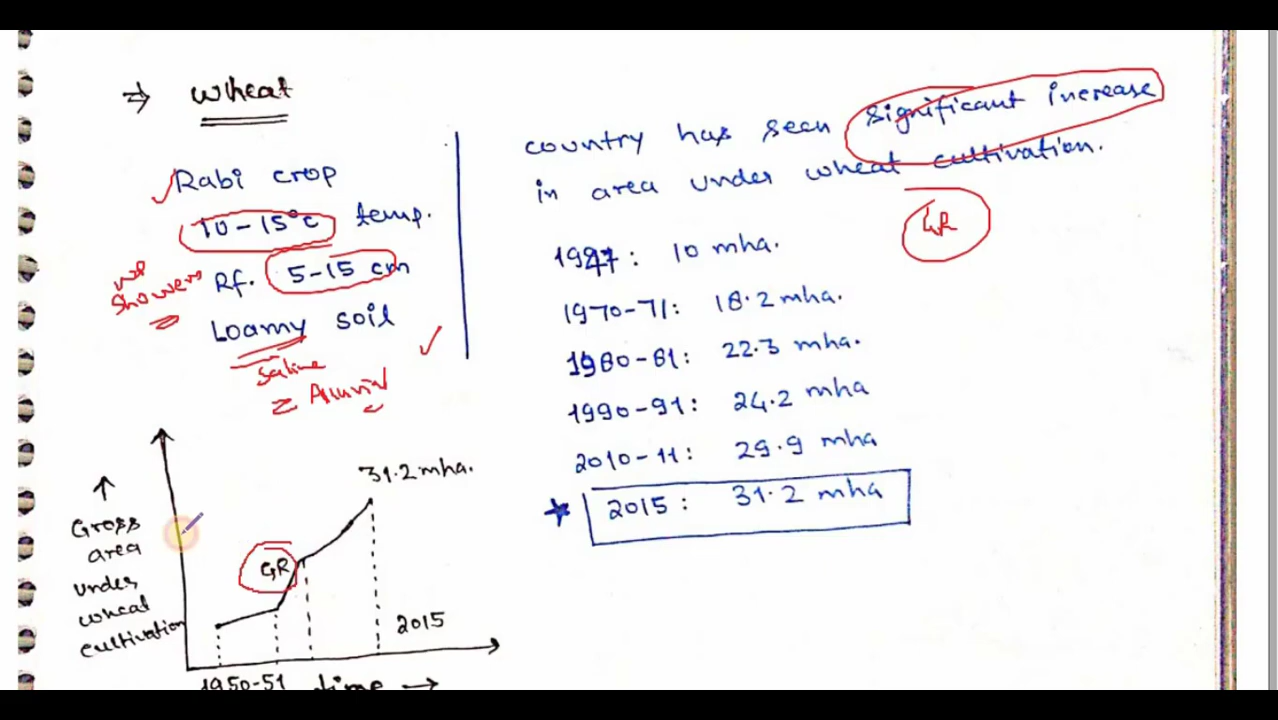 ⇒ Wheat
Rabi crop
10-15°C temp.
Rf. 5-15 cm
Showers
Loamy soil
Saline
Alluvial
country has seen significant increase
in area under wheat cultivation.
GR
1947: 10 mha.
1970-71: 18.2 mha.
1980-81: 22.3 mha.
1990-91: 24.2 mha
2010-11: 29.9 mha
★ 2015: 31.2 mha
31.2 mha.
↑
Gross
area
under
wheat
cultivation
GR
2015
1950-51
time →